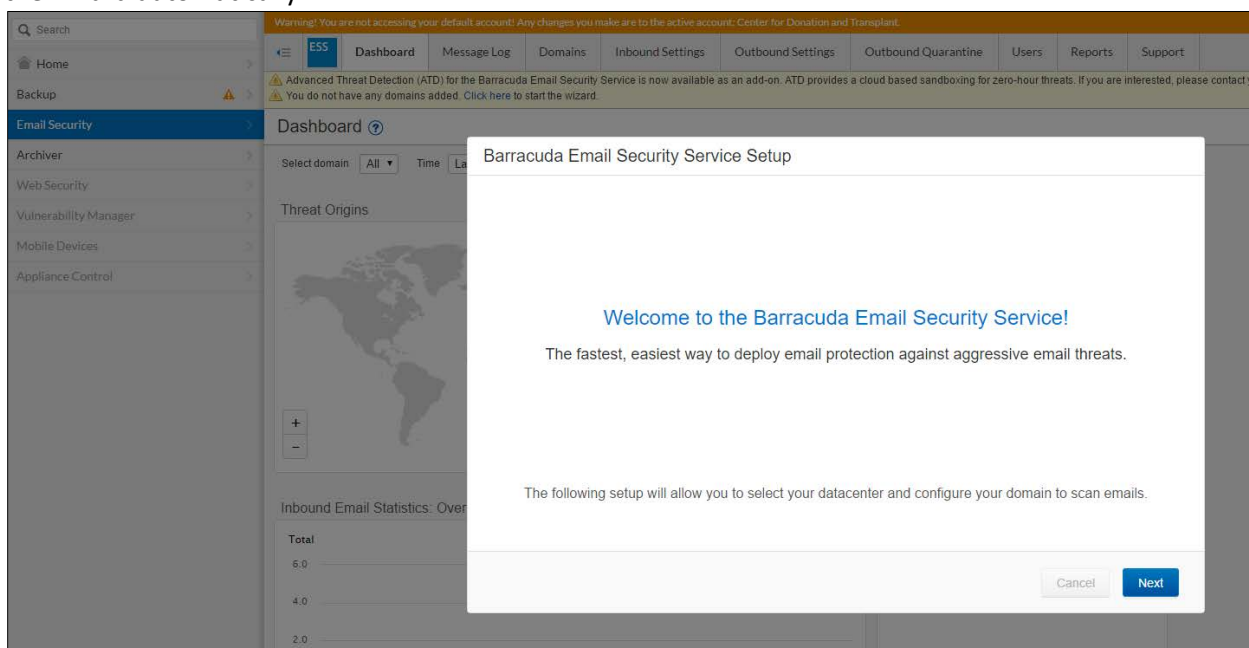 Search
Home
Backup
Email Security
Archiver
Web Security
Vulnerability Manager
Mobile Devices
Appliance Control
Warning! You are not accessing your default account! Any changes you make are to the active account: Center for Donation and Transplant.
ESS Dashboard Message Log Domains Inbound Settings Outbound Settings Outbound Quarantine Users Reports Support
Advanced Threat Detection (ATD) for the Barracuda Email Security Service is now available as an add-on. ATD provides a cloud based sandboxing for zero-hour threats. If you are interested, please contact
You do not have any domains added. Click here to start the wizard.
Dashboard
Select domain All Time La
Threat Origins
+
-
Inbound Email Statistics: Over
Total
6.0
4.0
2.0
Barracuda Email Security Service Setup
Welcome to the Barracuda Email Security Service!
The fastest, easiest way to deploy email protection against aggressive email threats.
The following setup will allow you to select your datacenter and configure your domain to scan emails.
Cancel Next